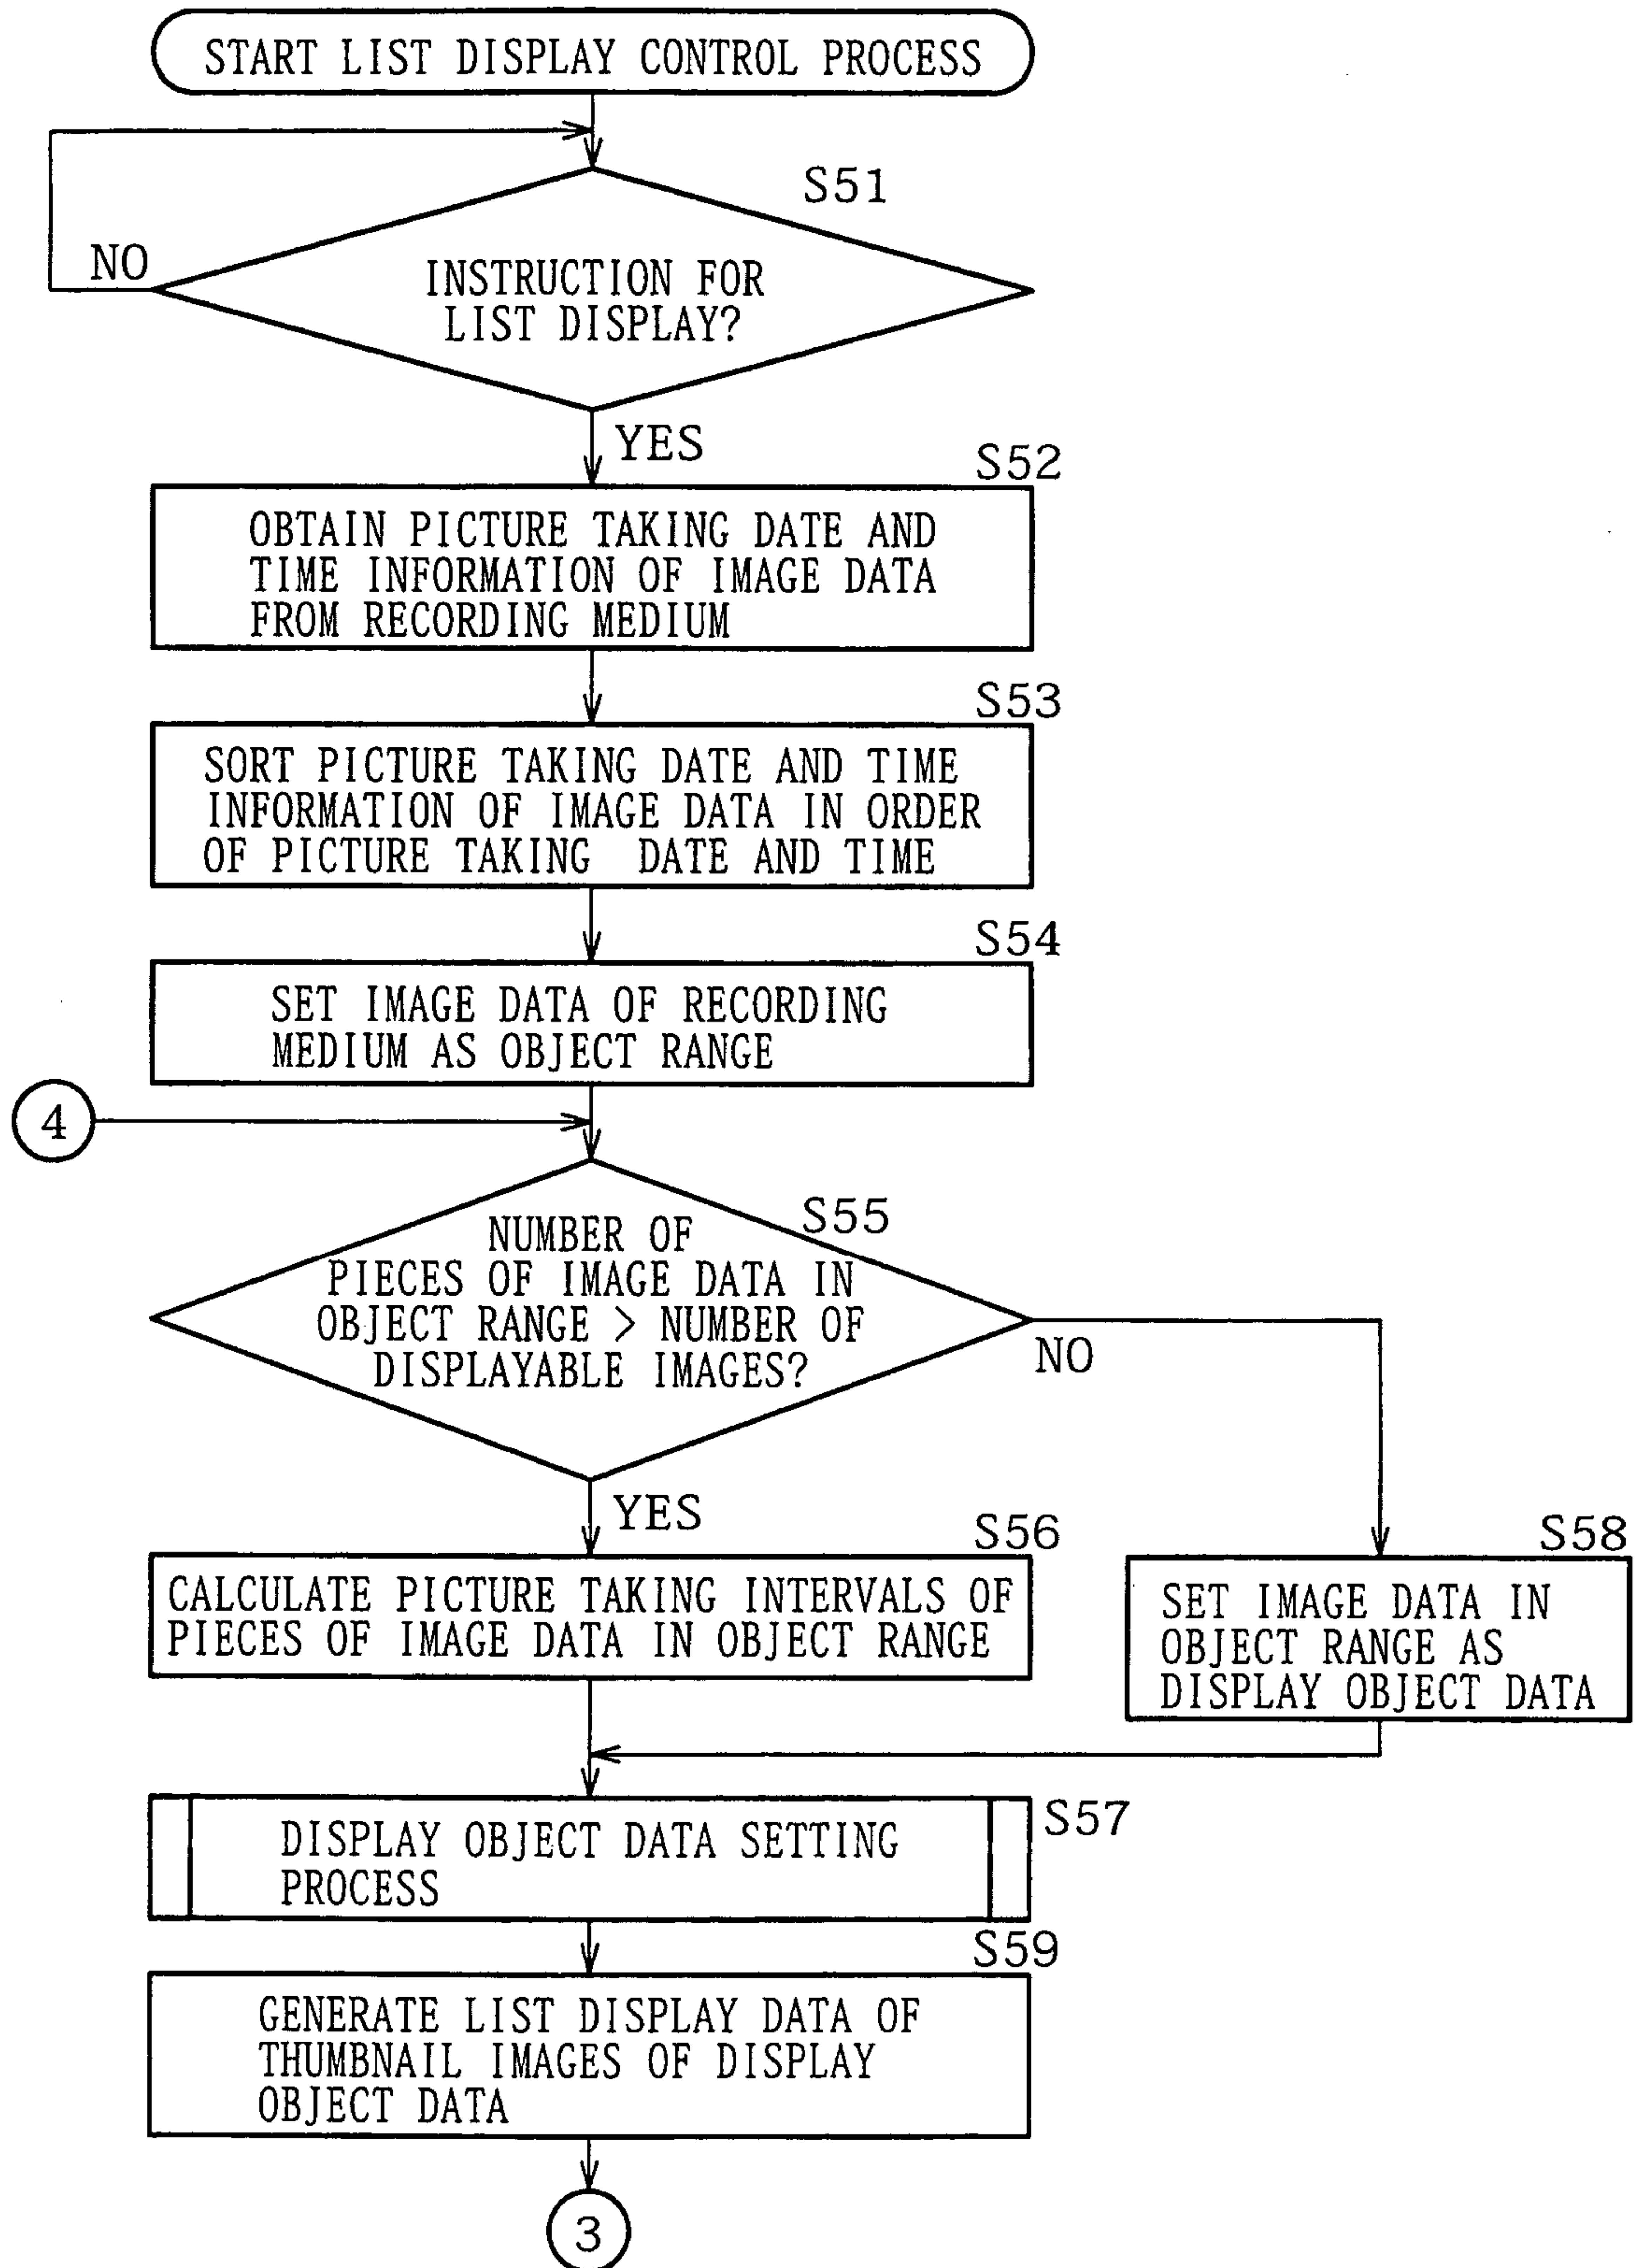 START LIST DISPLAY CONTROL PROCESS
S51
NO
INSTRUCTION FOR
LIST DISPLAY?
YES
S52
OBTAIN PICTURE TAKING DATE AND
TIME INFORMATION OF IMAGE DATA
FROM RECORDING MEDIUM
S53
SORT PICTURE TAKING DATE AND TIME
INFORMATION OF IMAGE DATA IN ORDER
OF PICTURE TAKING DATE AND TIME
S54
SET IMAGE DATA OF RECORDING
MEDIUM AS OBJECT RANGE
4
S55
NUMBER OF
PIECES OF IMAGE DATA IN
OBJECT RANGE > NUMBER OF
DISPLAYABLE IMAGES?
NO
YES
S56
CALCULATE PICTURE TAKING INTERVALS OF
PIECES OF IMAGE DATA IN OBJECT RANGE
S58
SET IMAGE DATA IN
OBJECT RANGE AS
DISPLAY OBJECT DATA
S57
DISPLAY OBJECT DATA SETTING
PROCESS
S59
GENERATE LIST DISPLAY DATA OF
THUMBNAIL IMAGES OF DISPLAY
OBJECT DATA
3